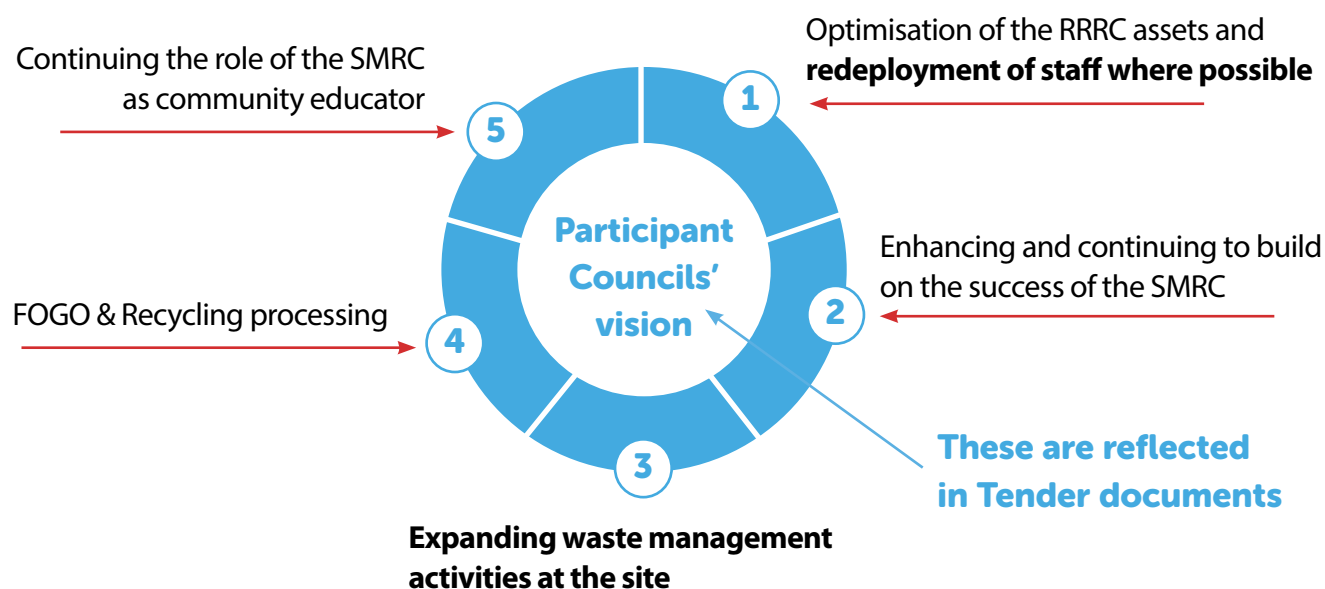 Optimisation of the RRRC assets and
redeployment of staff where possible
1
Enhancing and continuing to build
on the success of the SMRC
2
Expanding waste management
activities at the site
3
FOGO & Recycling processing
4
Continuing the role of the SMRC
as community educator
5
Participant
Councils’
vision
These are reflected
in Tender documents